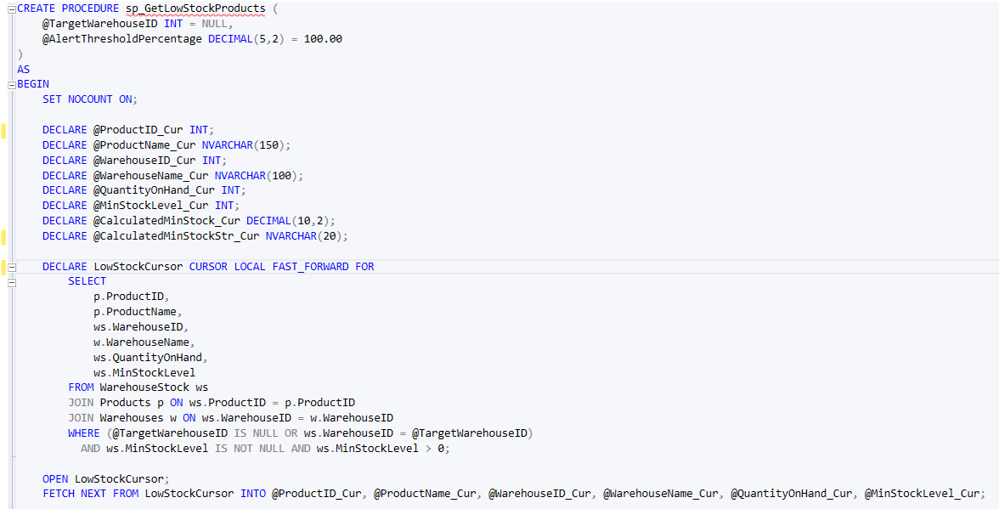 CREATE PROCEDURE sp_GetLowStockProducts (
    @TargetWarehouseID INT = NULL,
    @AlertThresholdPercentage DECIMAL(5,2) = 100.00
)
AS
BEGIN
    SET NOCOUNT ON;

    DECLARE @ProductID_Cur INT;
    DECLARE @ProductName_Cur NVARCHAR(150);
    DECLARE @WarehouseID_Cur INT;
    DECLARE @WarehouseName_Cur NVARCHAR(100);
    DECLARE @QuantityOnHand_Cur INT;
    DECLARE @MinStockLevel_Cur INT;
    DECLARE @CalculatedMinStock_Cur DECIMAL(10,2);
    DECLARE @CalculatedMinStockStr_Cur NVARCHAR(20);

    DECLARE LowStockCursor CURSOR LOCAL FAST_FORWARD FOR
        SELECT
            p.ProductID,
            p.ProductName,
            ws.WarehouseID,
            w.WarehouseName,
            ws.QuantityOnHand,
            ws.MinStockLevel
        FROM WarehouseStock ws
        JOIN Products p ON ws.ProductID = p.ProductID
        JOIN Warehouses w ON ws.WarehouseID = w.WarehouseID
        WHERE (@TargetWarehouseID IS NULL OR ws.WarehouseID = @TargetWarehouseID)
          AND ws.MinStockLevel IS NOT NULL AND ws.MinStockLevel > 0;

    OPEN LowStockCursor;
    FETCH NEXT FROM LowStockCursor INTO @ProductID_Cur, @ProductName_Cur, @WarehouseID_Cur, @WarehouseName_Cur, @QuantityOnHand_Cur, @MinStockLevel_Cur;